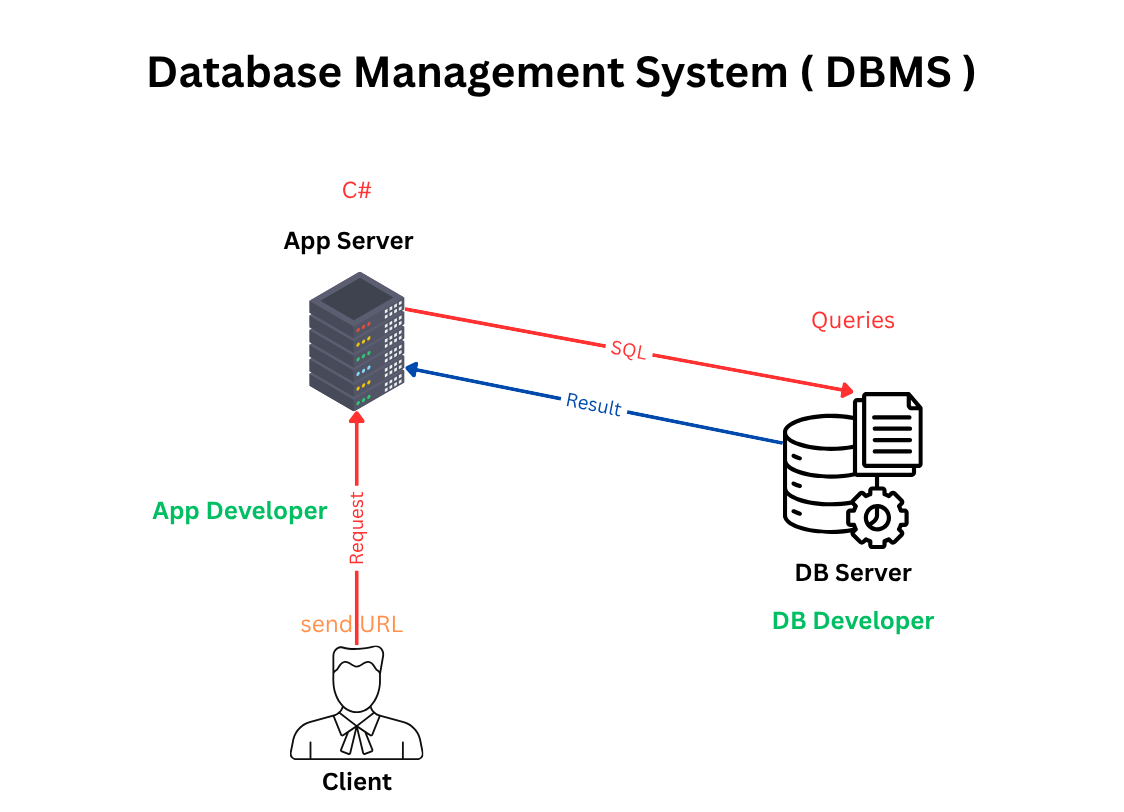 Database Management System ( DBMS )
C#
App Server
Queries
SQL
Result
App Developer
Request
DB Server
send URL
DB Developer
Client